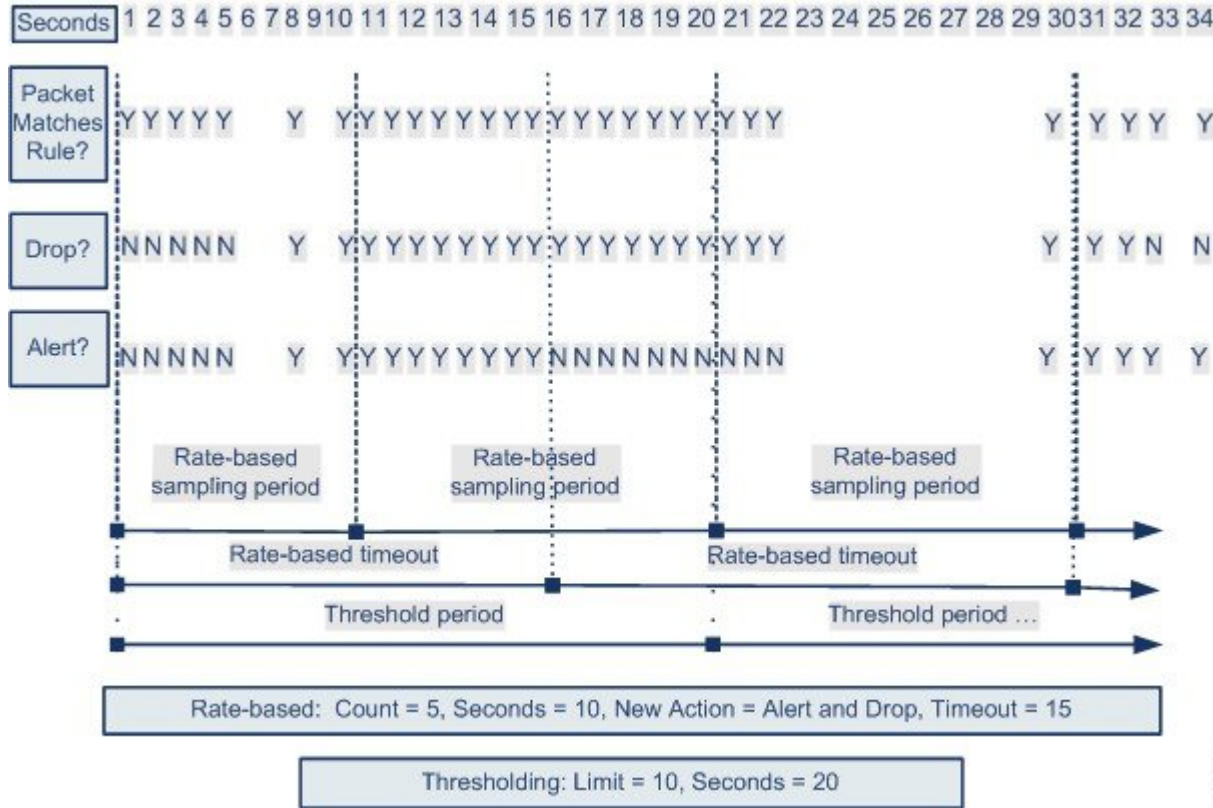 Seconds 1 2 3 4 5 6 7 8 9 10 11 12 13 14 15 16 17 18 19 20 21 22 23 24 25 26 27 28 29 30 31 32 33 34
Packet
Matches
Rule?
Y Y Y Y Y Y Y Y Y Y Y Y Y Y Y Y Y Y Y Y Y Y Y Y Y Y Y Y Y Y
Drop?
N N N N N Y Y Y Y Y Y Y Y Y Y Y Y Y Y Y Y Y Y Y Y Y Y Y N N
Alert?
N N N N N Y Y Y Y Y Y Y Y Y Y N N N N N N N N N N Y Y Y Y Y
Rate-based
sampling period
Rate-based
sampling period
Rate-based
sampling period
Rate-based timeout
Rate-based timeout
Threshold period
Threshold period ...
Rate-based: Count = 5, Seconds = 10, New Action = Alert and Drop, Timeout = 15
Thresholding: Limit = 10, Seconds = 20